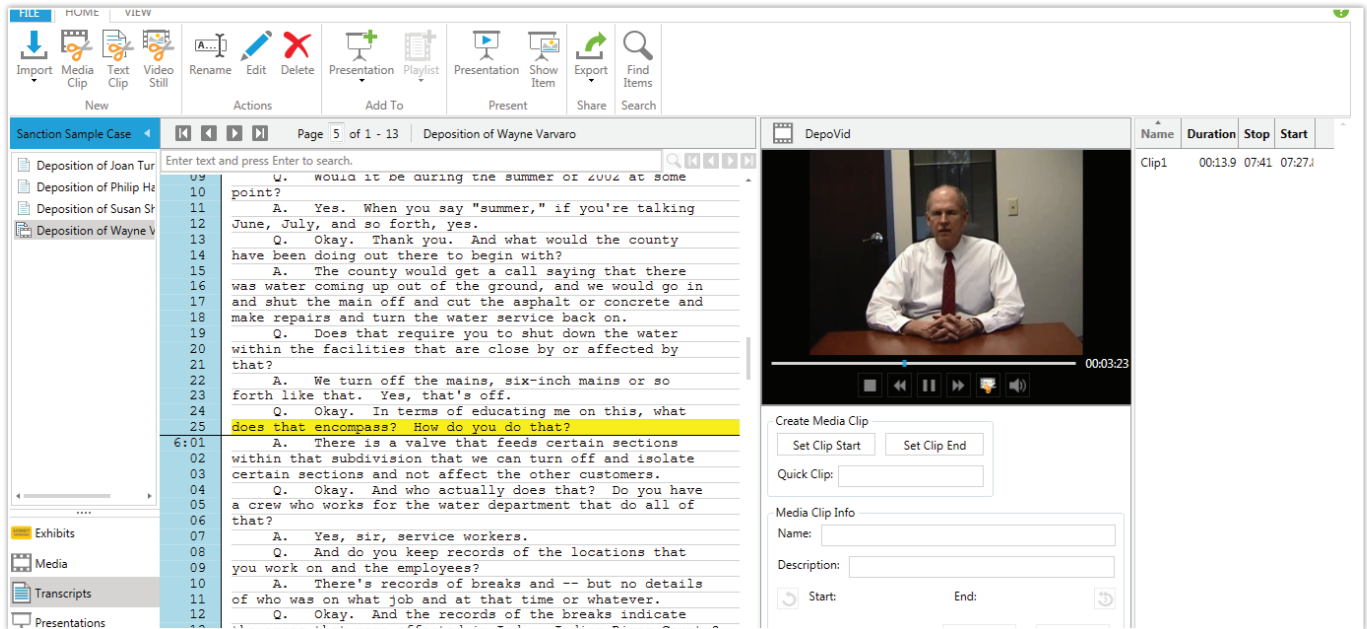 FILE HOME VIEW
Import Media Clip Text Clip Video Still
New
Rename Edit Delete
Actions
Presentation Playlist
Add To
Presentation Show Item
Present
Export
Share
Find Items
Search
Sanction Sample Case
Deposition of Joan Tur
Deposition of Philip Ha
Deposition of Susan Sh
Deposition of Wayne V
Exhibits
Media
Transcripts
Presentations
Page 5 of 1 - 13 Deposition of Wayne Varvaro
Enter text and press Enter to search.
09 Q. Would it be during the summer of 2002 at some
10 point?
11 A. Yes. When you say "summer," if you're talking
12 June, July, and so forth, yes.
13 Q. Okay. Thank you. And what would the county
14 have been doing out there to begin with?
15 A. The county would get a call saying that there
16 was water coming up out of the ground, and we would go in
17 and shut the main off and cut the asphalt or concrete and
18 make repairs and turn the water service back on.
19 Q. Does that require you to shut down the water
20 within the facilities that are close by or affected by
21 that?
22 A. We turn off the mains, six-inch mains or so
23 forth like that. Yes, that's off.
24 Q. Okay. In terms of educating me on this, what
25 does that encompass? How do you do that?
6:01 A. There is a valve that feeds certain sections
02 within that subdivision that we can turn off and isolate
03 certain sections and not affect the other customers.
04 Q. Okay. And who actually does that? Do you have
05 a crew who works for the water department that do all of
06 that?
07 A. Yes, sir, service workers.
08 Q. And do you keep records of the locations that
09 you work on and the employees?
10 A. There's records of breaks and -- but no details
11 of who was on what job and at that time or whatever.
12 Q. Okay. And the records of the breaks indicate
DepoVid
00:03:23
Create Media Clip
Set Clip Start Set Clip End
Quick Clip:
Media Clip Info
Name:
Description:
Start: End:
Name Duration Stop Start
Clip1 00:13.9 07:41 07:27.